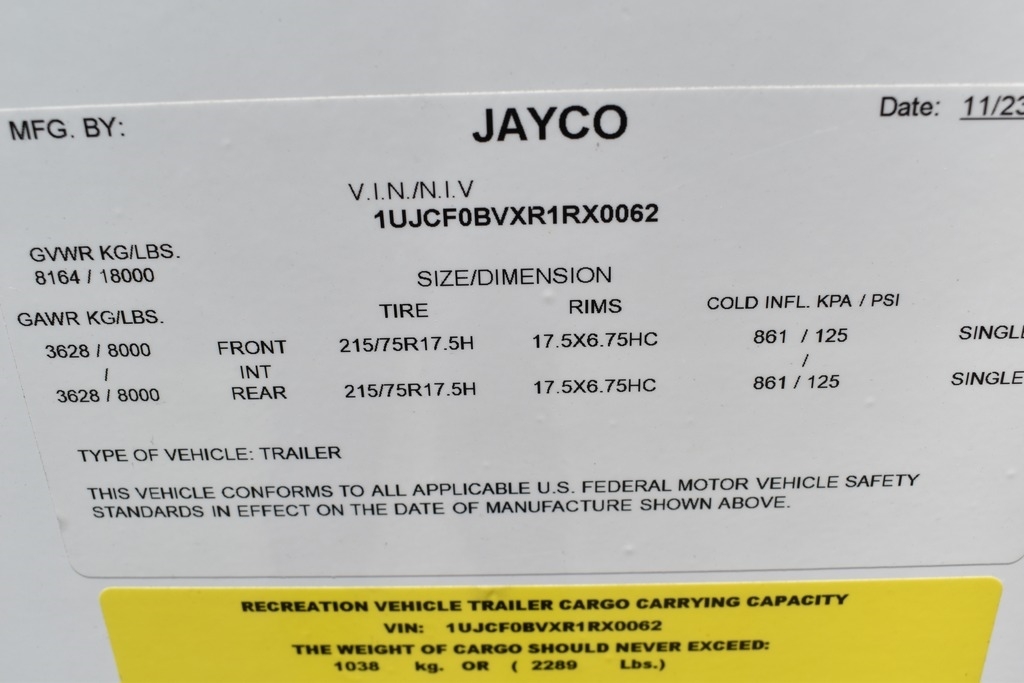 MFG. BY: JAYCO Date: 11/23
V.I.N./N.I.V
1UJCF0BVXR1RX0062
GVWR KG/LBS.
8164 / 18000
SIZE/DIMENSION
GAWR KG/LBS. TIRE RIMS COLD INFL. KPA / PSI
3628 / 8000 FRONT 215/75R17.5H 17.5X6.75HC 861 / 125 SINGLE
/ INT /
3628 / 8000 REAR 215/75R17.5H 17.5X6.75HC 861 / 125 SINGLE
TYPE OF VEHICLE: TRAILER
THIS VEHICLE CONFORMS TO ALL APPLICABLE U.S. FEDERAL MOTOR VEHICLE SAFETY
STANDARDS IN EFFECT ON THE DATE OF MANUFACTURE SHOWN ABOVE.
RECREATION VEHICLE TRAILER CARGO CARRYING CAPACITY
VIN: 1UJCF0BVXR1RX0062
THE WEIGHT OF CARGO SHOULD NEVER EXCEED:
1038 kg. OR ( 2289 Lbs.)